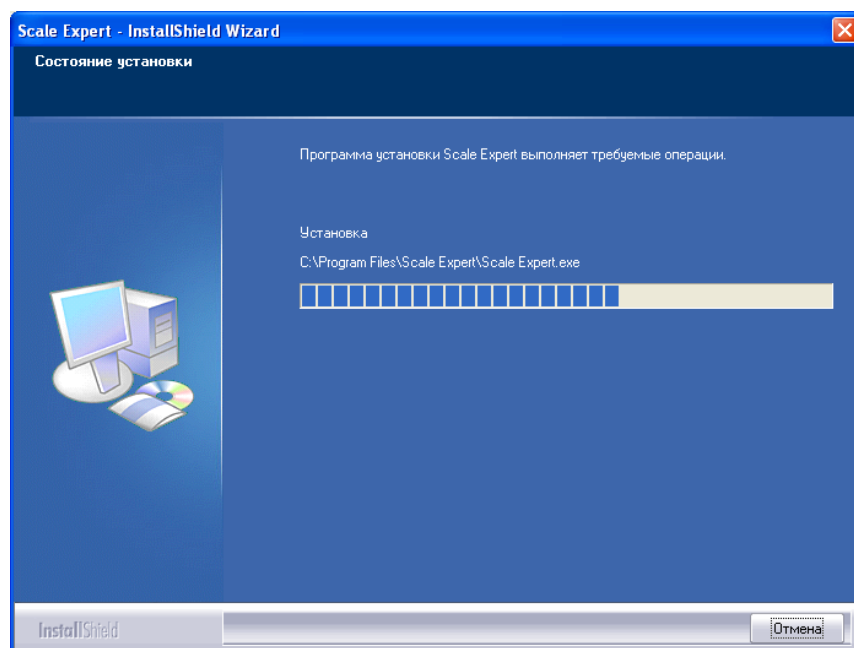 Scale Expert - InstallShield Wizard
Состояние установки
Программа установки Scale Expert выполняет требуемые операции.
Установка
C:\Program Files\Scale Expert\Scale Expert.exe
InstallShield
Отмена